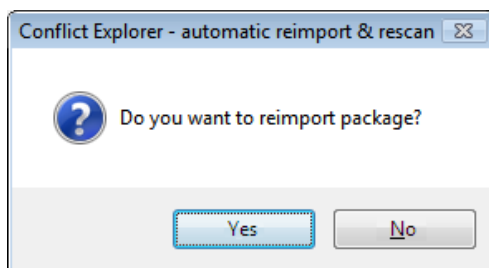 Conflict Explorer - automatic reimport & rescan
Do you want to reimport package?
Yes
No